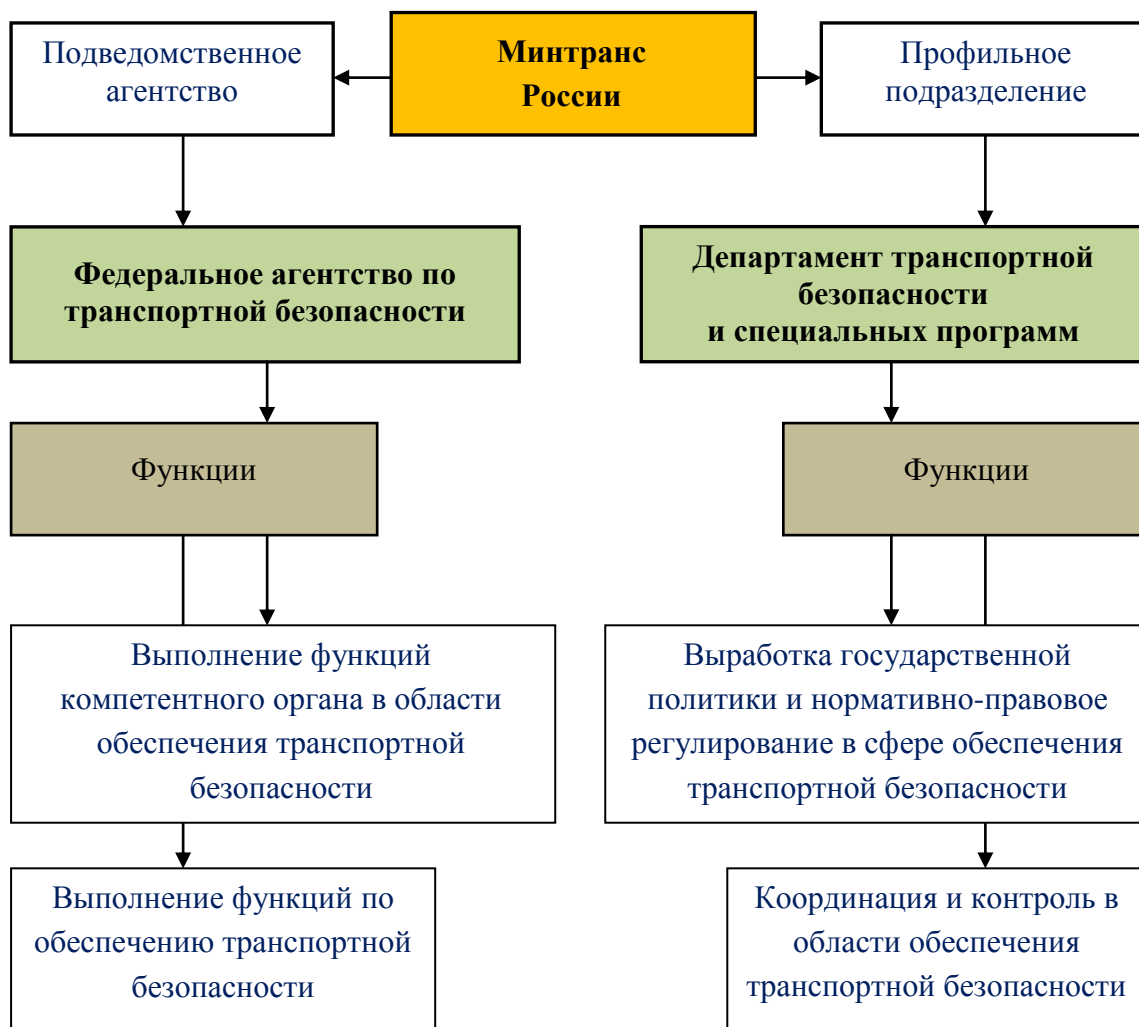 Подведомственное
агентство
Минтранс
России
Профильное
подразделение
Федеральное агентство по
транспортной безопасности
Департамент транспортной
безопасности
и специальных программ
Функции
Функции
Выполнение функций
компетентного органа в области
обеспечения транспортной
безопасности
Выработка государственной
политики и нормативно-правовое
регулирование в сфере обеспечения
транспортной безопасности
Выполнение функций по
обеспечению транспортной
безопасности
Координация и контроль в
области обеспечения
транспортной безопасности